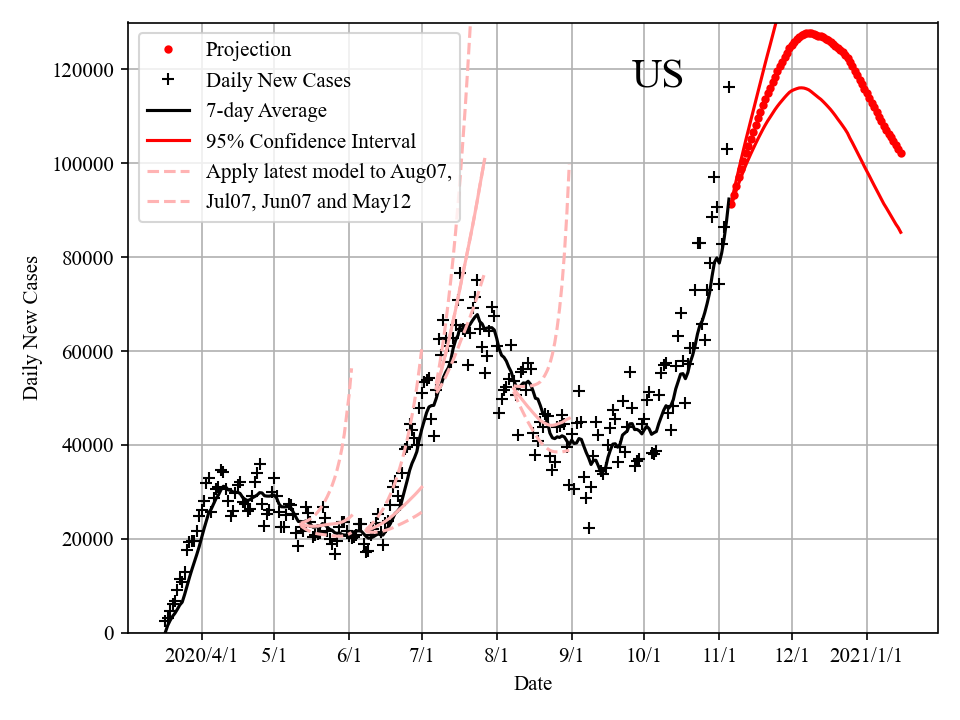 US
Projection
Daily New Cases
7-day Average
95% Confidence Interval
Apply latest model to Aug07,
Jul07, Jun07 and May12
Daily New Cases
120000
100000
80000
60000
40000
20000
0
2020/4/1 5/1 6/1 7/1 8/1 9/1 10/1 11/1 12/1 2021/1/1
Date